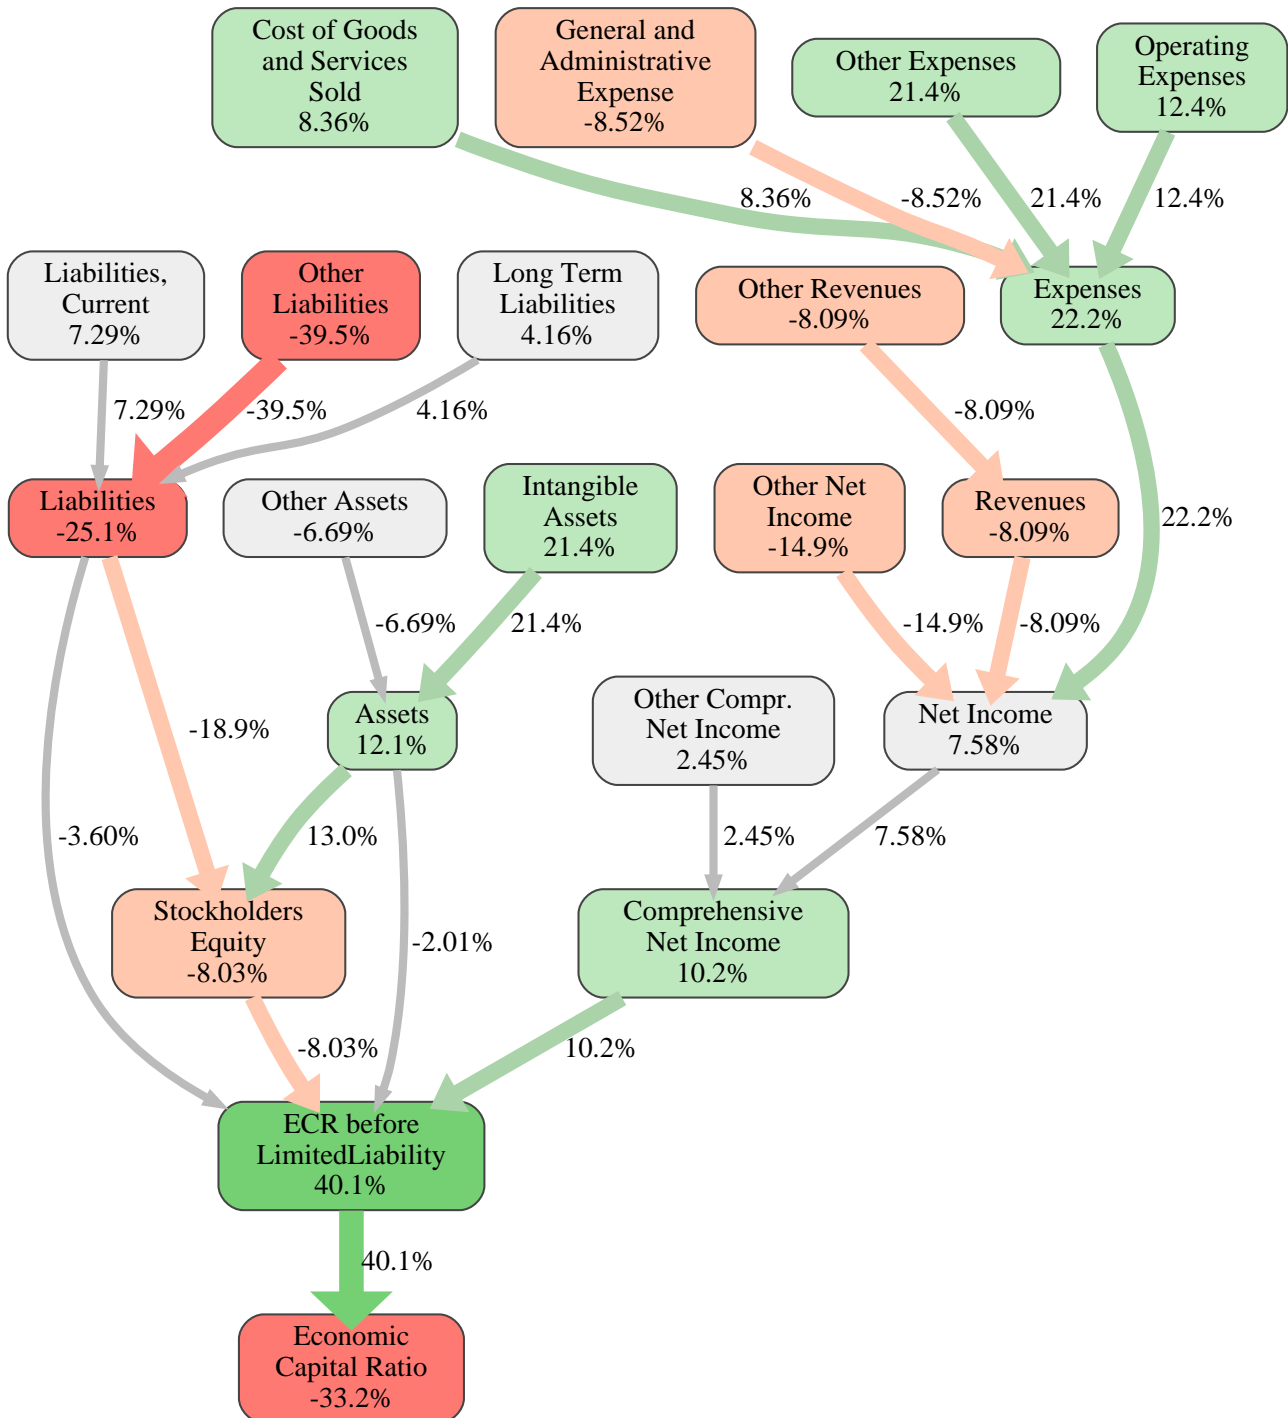 Cost of Goods
and Services
Sold
8.36%
General and
Administrative
Expense
-8.52%
Other Expenses
21.4%
Operating
Expenses
12.4%
8.36%
-8.52%
21.4%
12.4%
Liabilities,
Current
7.29%
Other
Liabilities
-39.5%
Long Term
Liabilities
4.16%
Other Revenues
-8.09%
Expenses
22.2%
7.29%
-39.5%
4.16%
-8.09%
Liabilities
-25.1%
Other Assets
-6.69%
Intangible
Assets
21.4%
Other Net
Income
-14.9%
Revenues
-8.09%
22.2%
-6.69%
21.4%
-14.9%
-8.09%
-18.9%
Assets
12.1%
Other Compr.
Net Income
2.45%
Net Income
7.58%
-3.60%
13.0%
2.45%
7.58%
Stockholders
Equity
-8.03%
-2.01%
Comprehensive
Net Income
10.2%
-8.03%
10.2%
ECR before
LimitedLiability
40.1%
40.1%
Economic
Capital Ratio
-33.2%